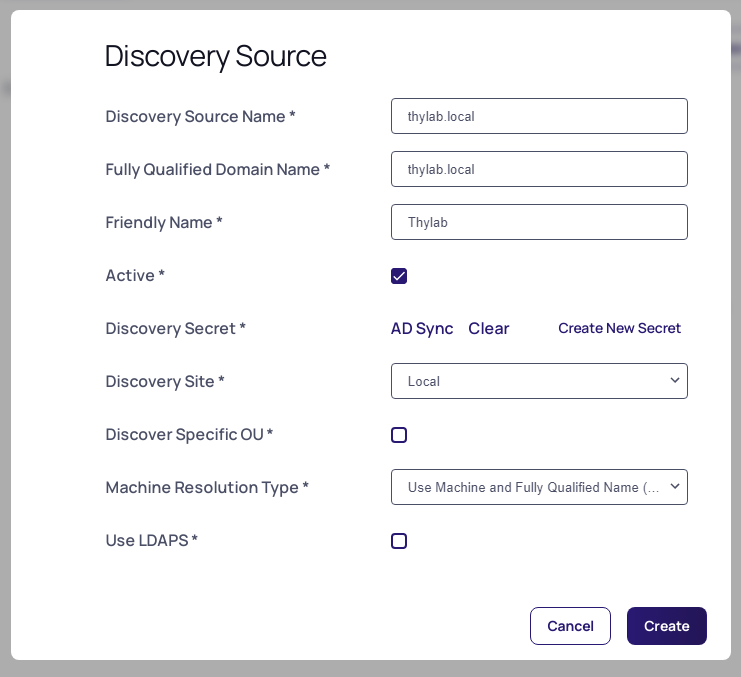 Discovery Source
Discovery Source Name *
thylab.local
Fully Qualified Domain Name *
thylab.local
Friendly Name *
Thylab
Active *
Discovery Secret *
AD Sync Clear Create New Secret
Discovery Site *
Local
Discover Specific OU *
Machine Resolution Type *
Use Machine and Fully Qualified Name (...
Use LDAPS *
Cancel Create